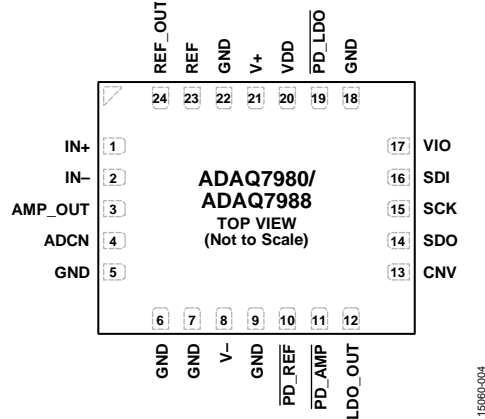 REF_OUT
REF
GND
V+
VDD
PD_LDO
GND
24
23
22
21
20
19
18
IN+ 1
IN– 2
AMP_OUT 3
ADCN 4
GND 5
ADAQ7980/
ADAQ7988
TOP VIEW
(Not to Scale)
17 VIO
16 SDI
15 SCK
14 SDO
13 CNV
6
7
8
9
10
11
12
GND
GND
V–
GND
PD_REF
PD_AMP
LDO_OUT
15060-004